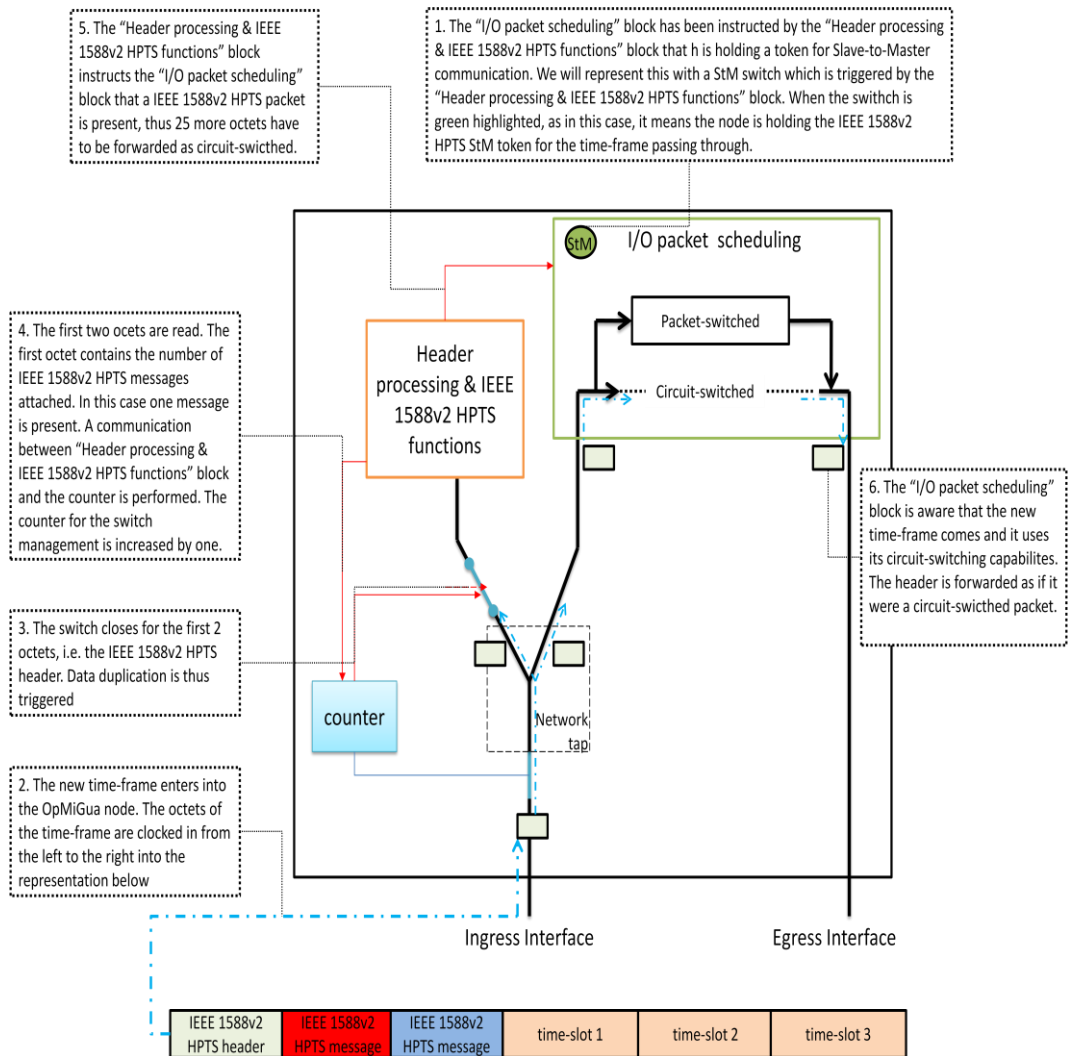 5. The “Header processing & IEEE
1588v2 HPTS functions” block
instructs the “I/O packet scheduling”
block that a IEEE 1588v2 HPTS packet
is present, thus 25 more octets have
to be forwarded as circuit-swicthed.
1. The “I/O packet scheduling” block has been instructed by the “Header processing
& IEEE 1588v2 HPTS functions” block that h is holding a token for Slave-to-Master
communication. We will represent this with a StM switch which is triggered by the
“Header processing & IEEE 1588v2 HPTS functions” block. When the swithch is
green highlighted, as in this case, it means the node is holding the IEEE 1588v2
HPTS StM token for the time-frame passing through.
StM
I/O packet scheduling
Packet-switched
Circuit-switched
Header
processing & IEEE
1588v2 HPTS
functions
4. The first two ocets are read. The
first octet contains the number of
IEEE 1588v2 HPTS messages
attached. In this case one message
is present. A communication
between “Header processing &
IEEE 1588v2 HPTS functions” block
and the counter is performed. The
counter for the switch
management is increased by one.
6. The “I/O packet scheduling”
block is aware that the new
time-frame comes and it uses
its circuit-switching capabilites.
The header is forwarded as if it
were a circuit-swicthed packet.
3. The switch closes for the first 2
octets, i.e. the IEEE 1588v2 HPTS
header. Data duplication is thus
triggered
counter
Network
tap
2. The new time-frame enters into
the OpMiGua node. The octets of
the time-frame are clocked in from
the left to the right into the
representation below
Ingress Interface
Egress Interface
IEEE 1588v2
HPTS header
IEEE 1588v2
HPTS message
IEEE 1588v2
HPTS message
time-slot 1
time-slot 2
time-slot 3